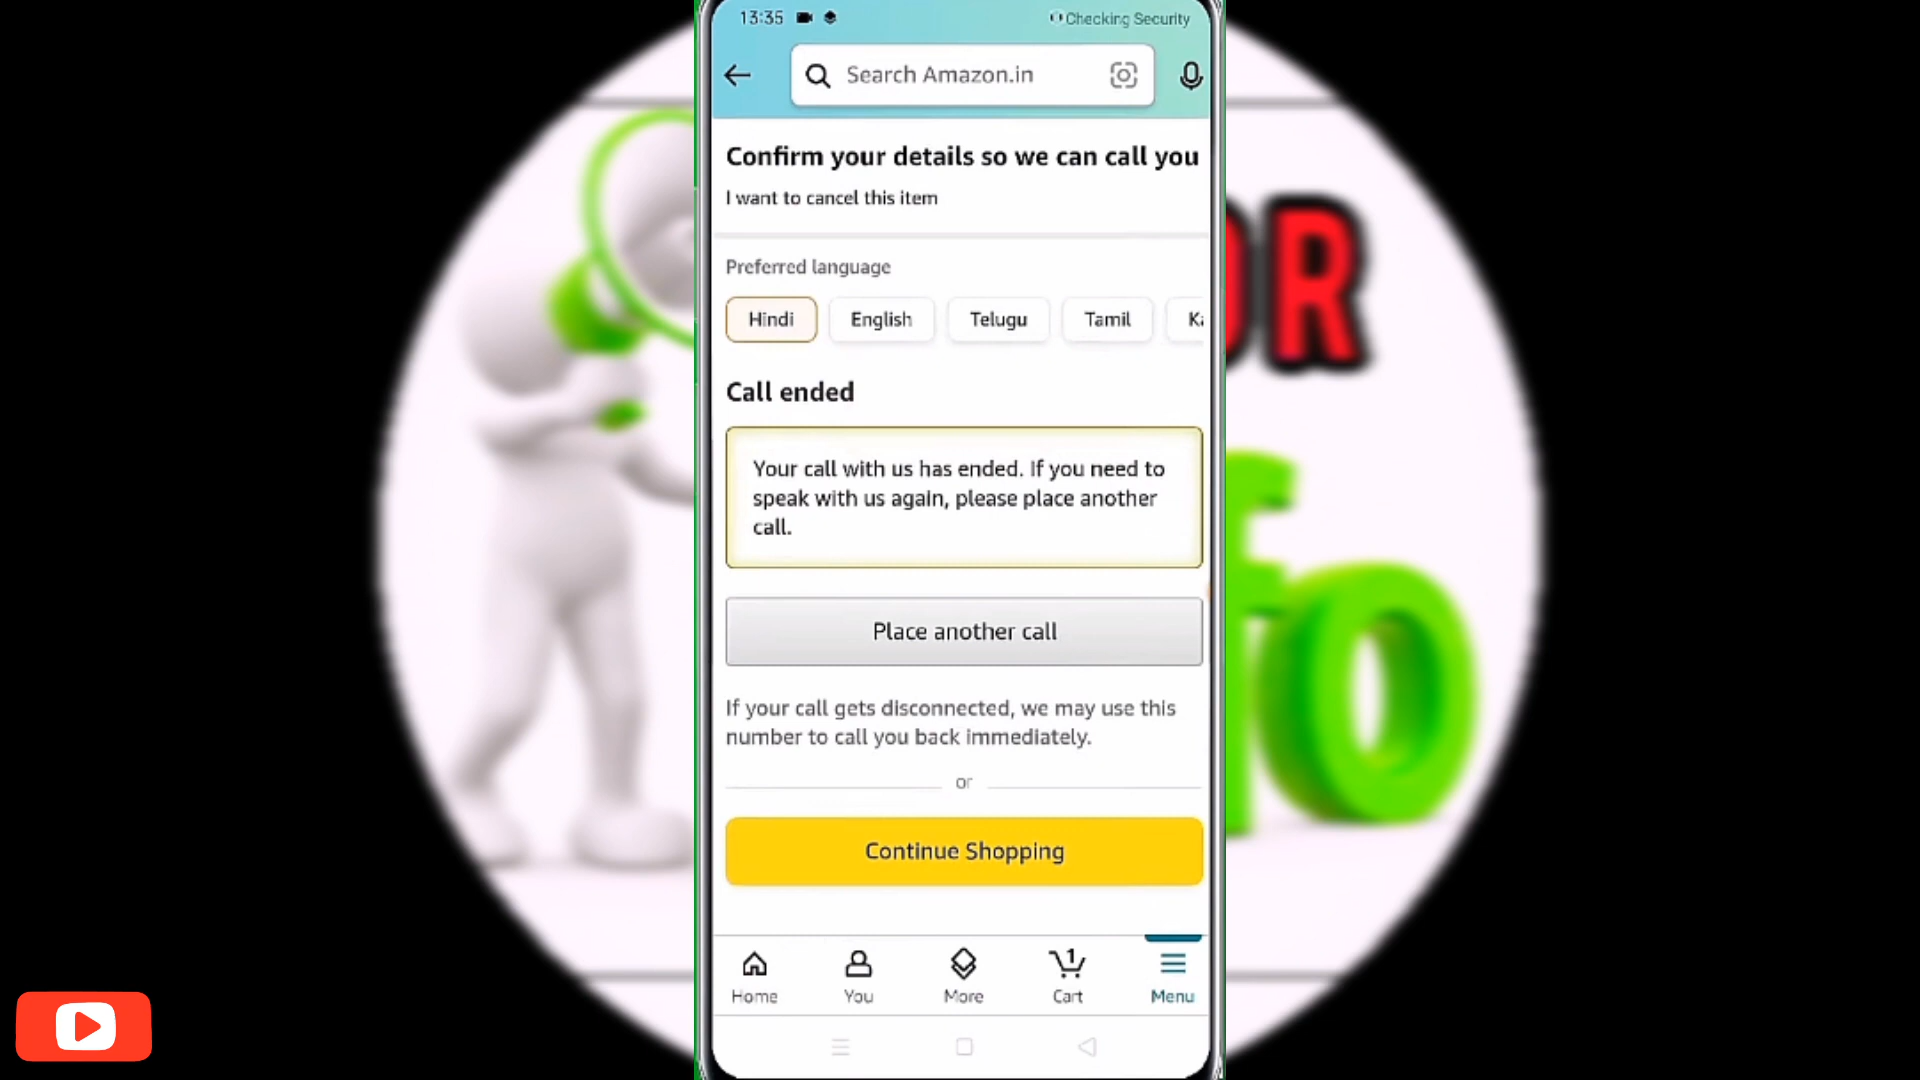 13:35
Checking Security
Search Amazon.in
Confirm your details so we can call you
I want to cancel this item
Preferred language
Hindi English Telugu Tamil Ka
Call ended
Your call with us has ended. If you need to
speak with us again, please place another
call.
Place another call
If your call gets disconnected, we may use this
number to call you back immediately.
or
Continue Shopping
1
Home You More Cart Menu
OR
fo